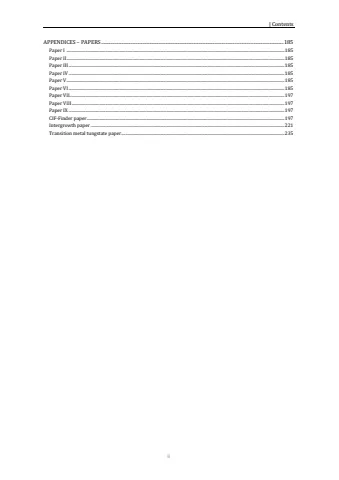 | Contents
APPENDICES – PAPERS...........185
Paper I...........185
Paper II...........185
Paper III...........185
Paper IV...........185
Paper V...........185
Paper VI...........185
Paper VII...........197
Paper VIII...........197
Paper IX...........197
CIF-Finder paper...........197
Intergrowth paper...........221
Transition metal tungstate paper...........235